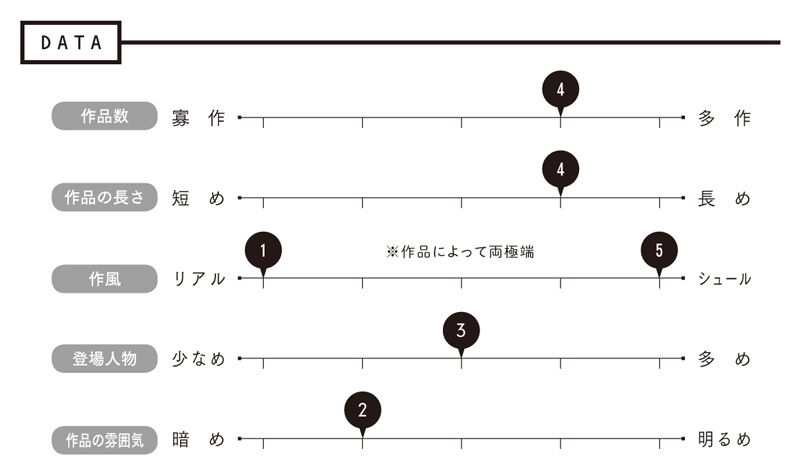 DATA
4
作品数 寡作 多作
4
作品の長さ 短め 長め
1 ※作品によって両極端 5
作風 リアル シュール
3
登場人物 少なめ 多め
2
作品の雰囲気 暗め 明るめ